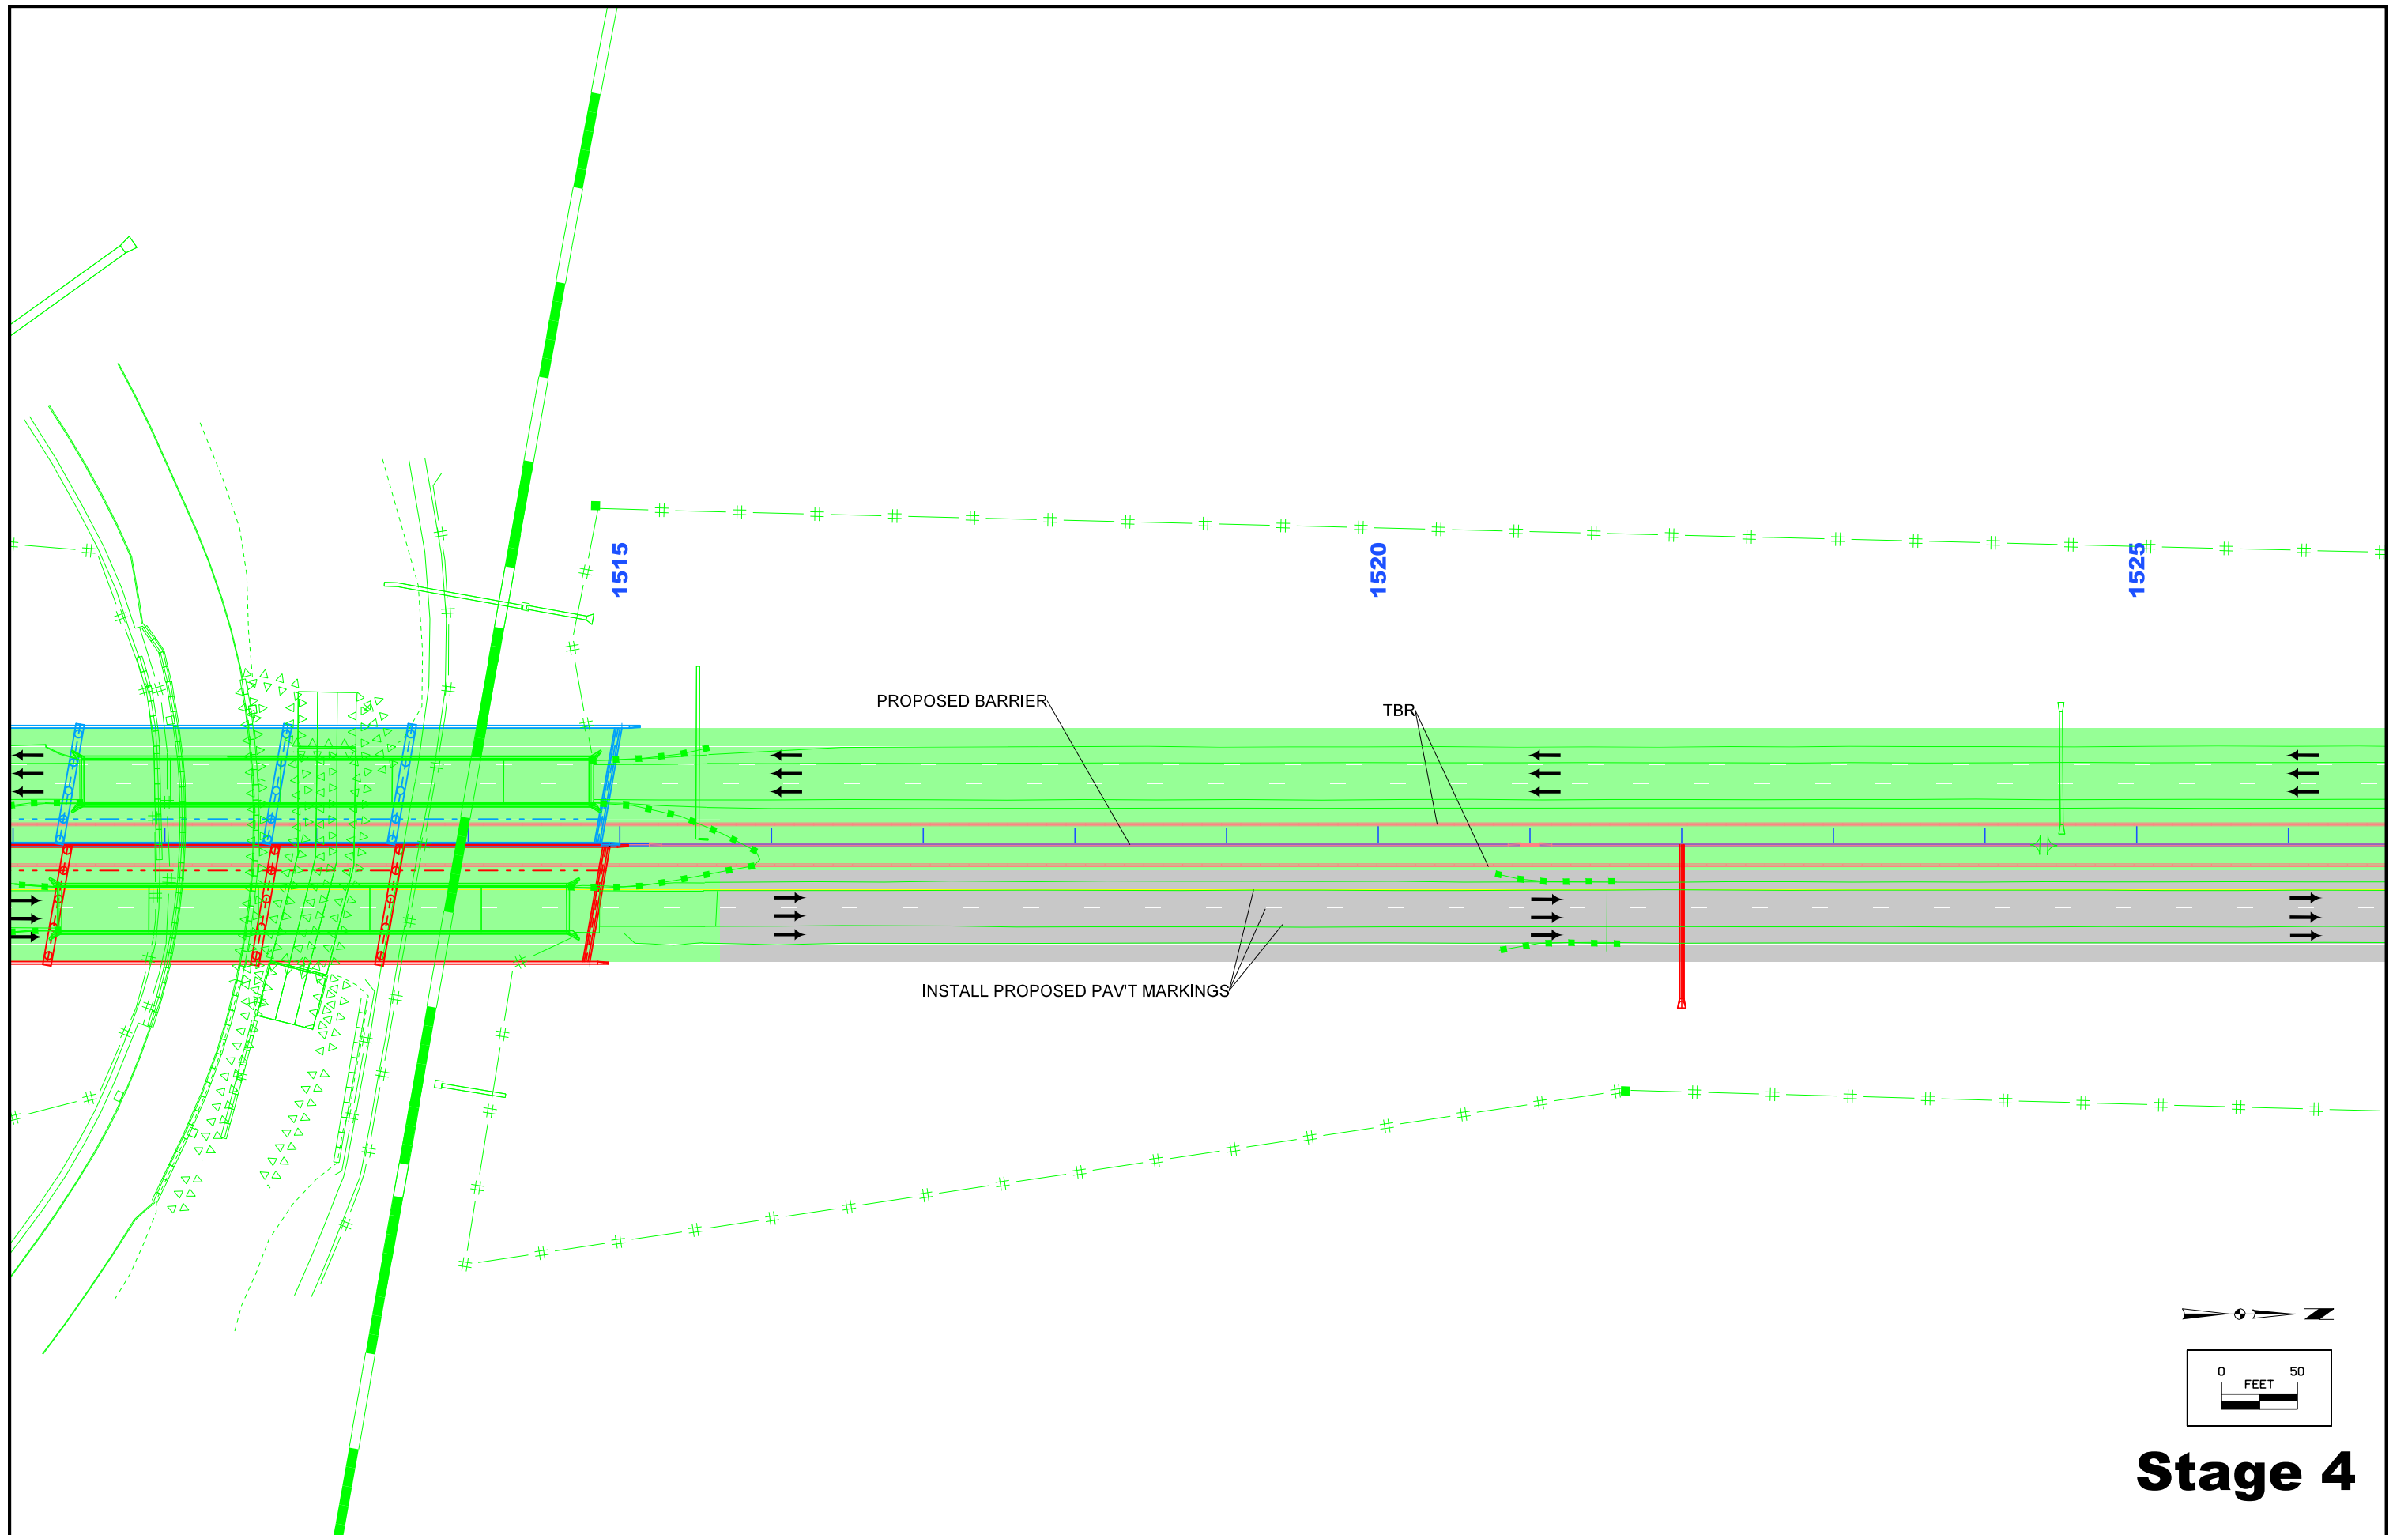 1515
1520
1525
PROPOSED BARRIER
TBR
INSTALL PROPOSED PAV'T MARKINGS
N
0 50
FEET
Stage 4